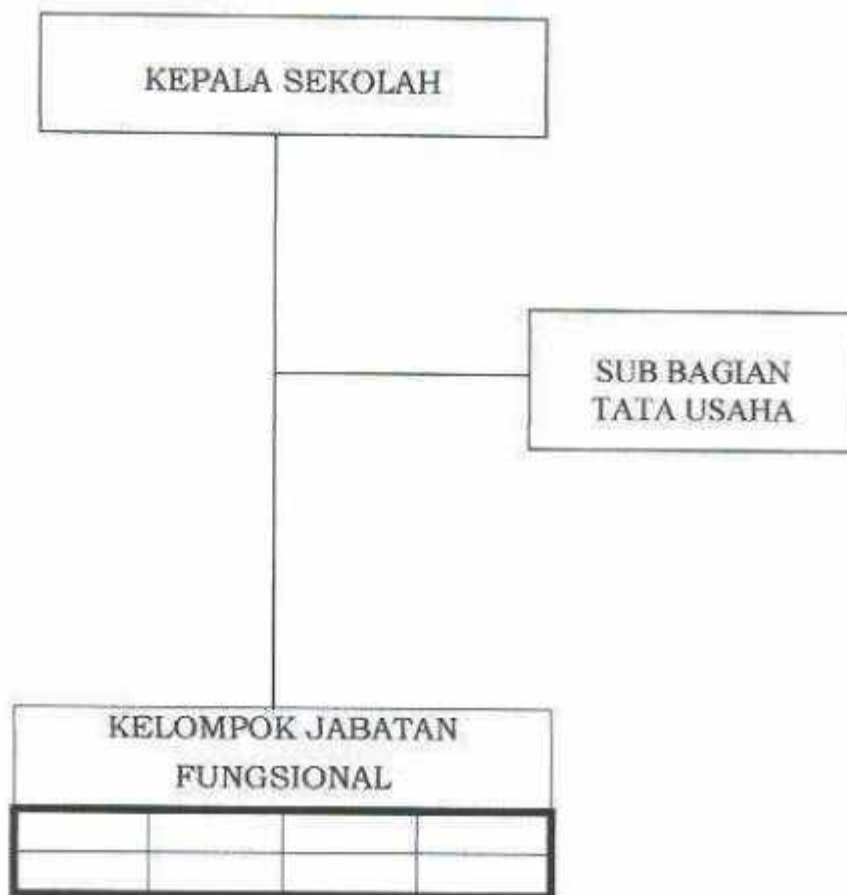 KEPALA SEKOLAH
SUB BAGIAN
TATA USAHA
KELOMPOK JABATAN
FUNGSIONAL